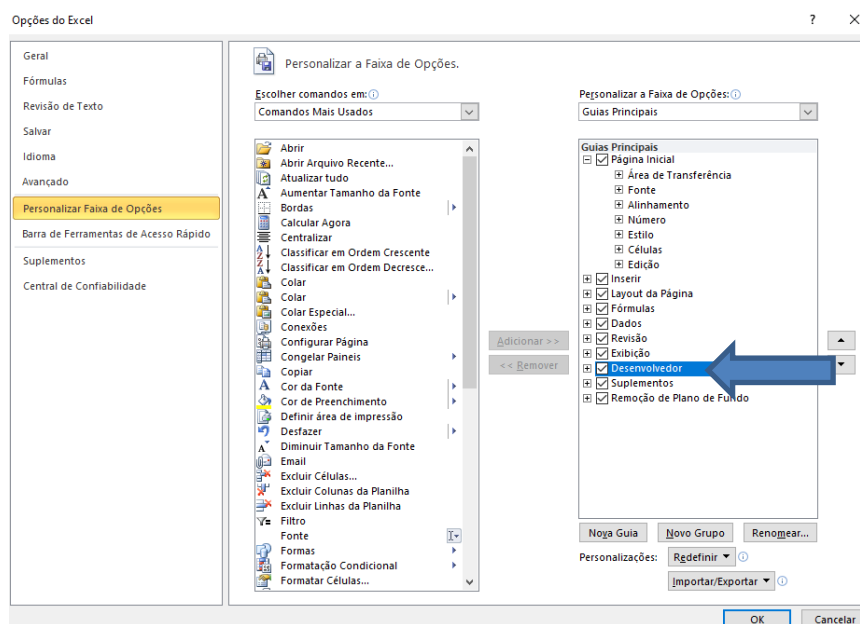 Opções do Excel
?
Geral
Fórmulas
Revisão de Texto
Salvar
Idioma
Avançado
Personalizar Faixa de Opções
Barra de Ferramentas de Acesso Rápido
Suplementos
Central de Confiabilidade
Personalizar a Faixa de Opções.
Escolher comandos em:
Comandos Mais Usados
Abrir
Abrir Arquivo Recente...
Atualizar tudo
Aumentar Tamanho da Fonte
Bordas
Calcular Agora
Centralizar
Classificar em Ordem Crescente
Classificar em Ordem Decresce...
Colar
Colar
Colar Especial...
Conexões
Configurar Página
Congelar Paineis
Copiar
Cor da Fonte
Cor de Preenchimento
Definir área de impressão
Desfazer
Diminuir Tamanho da Fonte
Email
Excluir Células...
Excluir Colunas da Planilha
Excluir Linhas da Planilha
Filtro
Fonte
Formas
Formatação Condicional
Formatar Células...
Adicionar >>
<< Remover
Personalizar a Faixa de Opções:
Guias Principais
Guias Principais
Página Inicial
Área de Transferência
Fonte
Alinhamento
Número
Estilo
Células
Edição
Inserir
Layout da Página
Fórmulas
Dados
Revisão
Exibição
Desenvolvedor
Suplementos
Remoção de Plano de Fundo
Nova Guia
Novo Grupo
Renomear...
Personalizações:
Redefinir
Importar/Exportar
OK
Cancelar